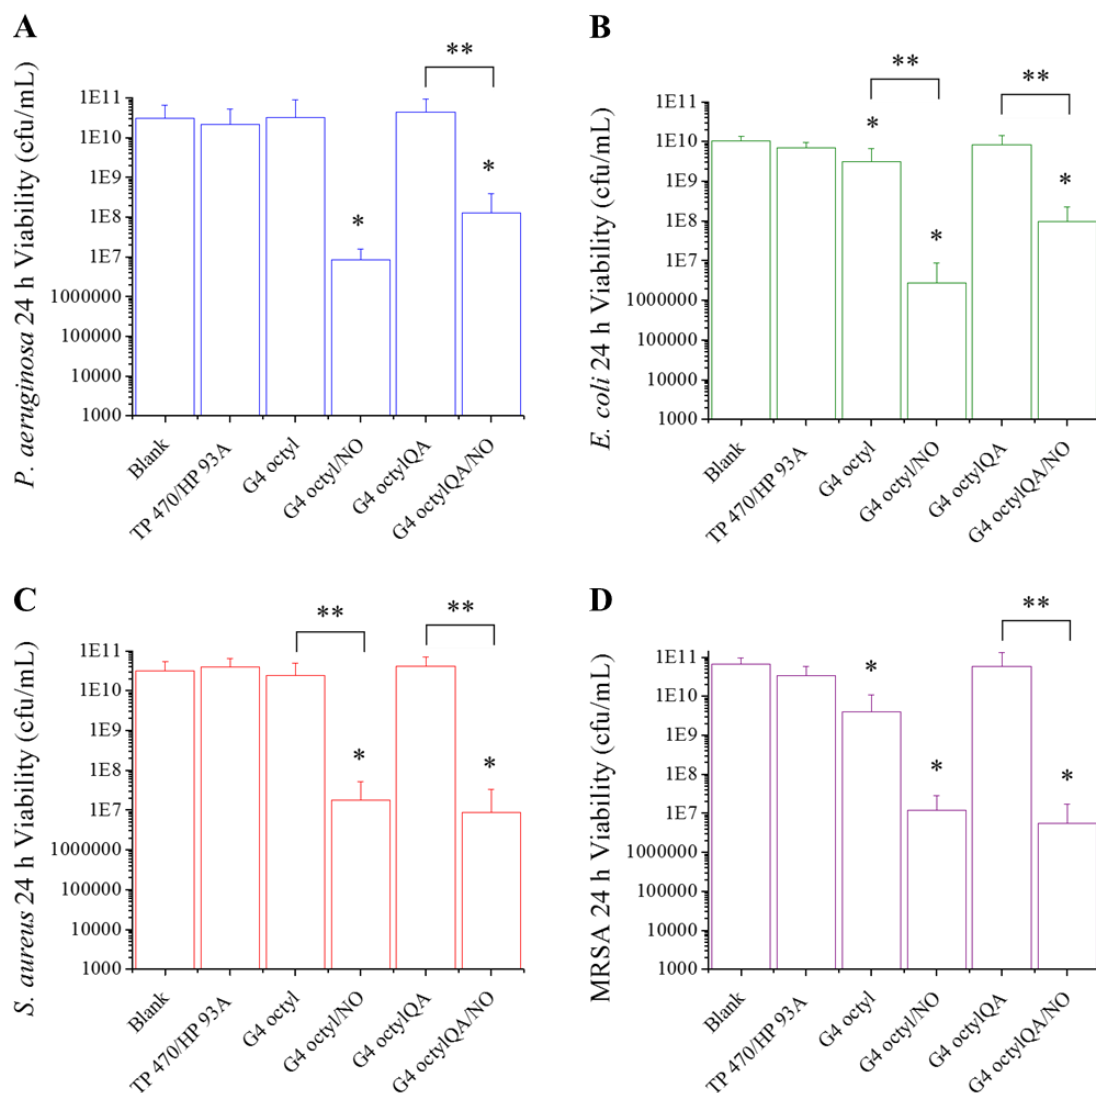 A
P. aeruginosa 24 h Viability (cfu/mL)
1E11
1E10
1E9
1E8
1E7
1000000
100000
10000
1000
**
*
*
Blank
TP 470/HP 93A
G4 octyl
G4 octyl/NO
G4 octylQA
G4 octylQA/NO
B
E. coli 24 h Viability (cfu/mL)
1E11
1E10
1E9
1E8
1E7
1000000
100000
10000
1000
**
**
*
*
*
Blank
TP 470/HP 93A
G4 octyl
G4 octyl/NO
G4 octylQA
G4 octylQA/NO
C
S. aureus 24 h Viability (cfu/mL)
1E11
1E10
1E9
1E8
1E7
1000000
100000
10000
1000
**
**
*
*
Blank
TP 470/HP 93A
G4 octyl
G4 octyl/NO
G4 octylQA
G4 octylQA/NO
D
MRSA 24 h Viability (cfu/mL)
1E11
1E10
1E9
1E8
1E7
1000000
100000
10000
1000
**
*
*
*
Blank
TP 470/HP 93A
G4 octyl
G4 octyl/NO
G4 octylQA
G4 octylQA/NO